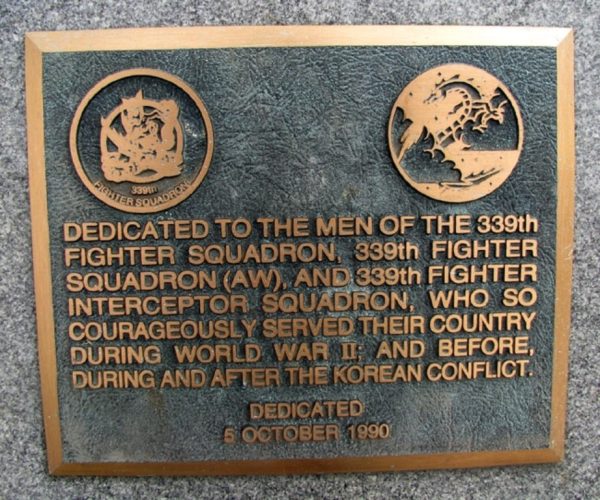 339th
FIGHTER SQUADRON
DEDICATED TO THE MEN OF THE 339th
FIGHTER SQUADRON, 339th FIGHTER
SQUADRON (AW), AND 339th FIGHTER
INTERCEPTOR SQUADRON, WHO SO
COURAGEOUSLY SERVED THEIR COUNTRY
DURING WORLD WAR II; AND BEFORE,
DURING AND AFTER THE KOREAN CONFLICT.
DEDICATED
5 OCTOBER 1990